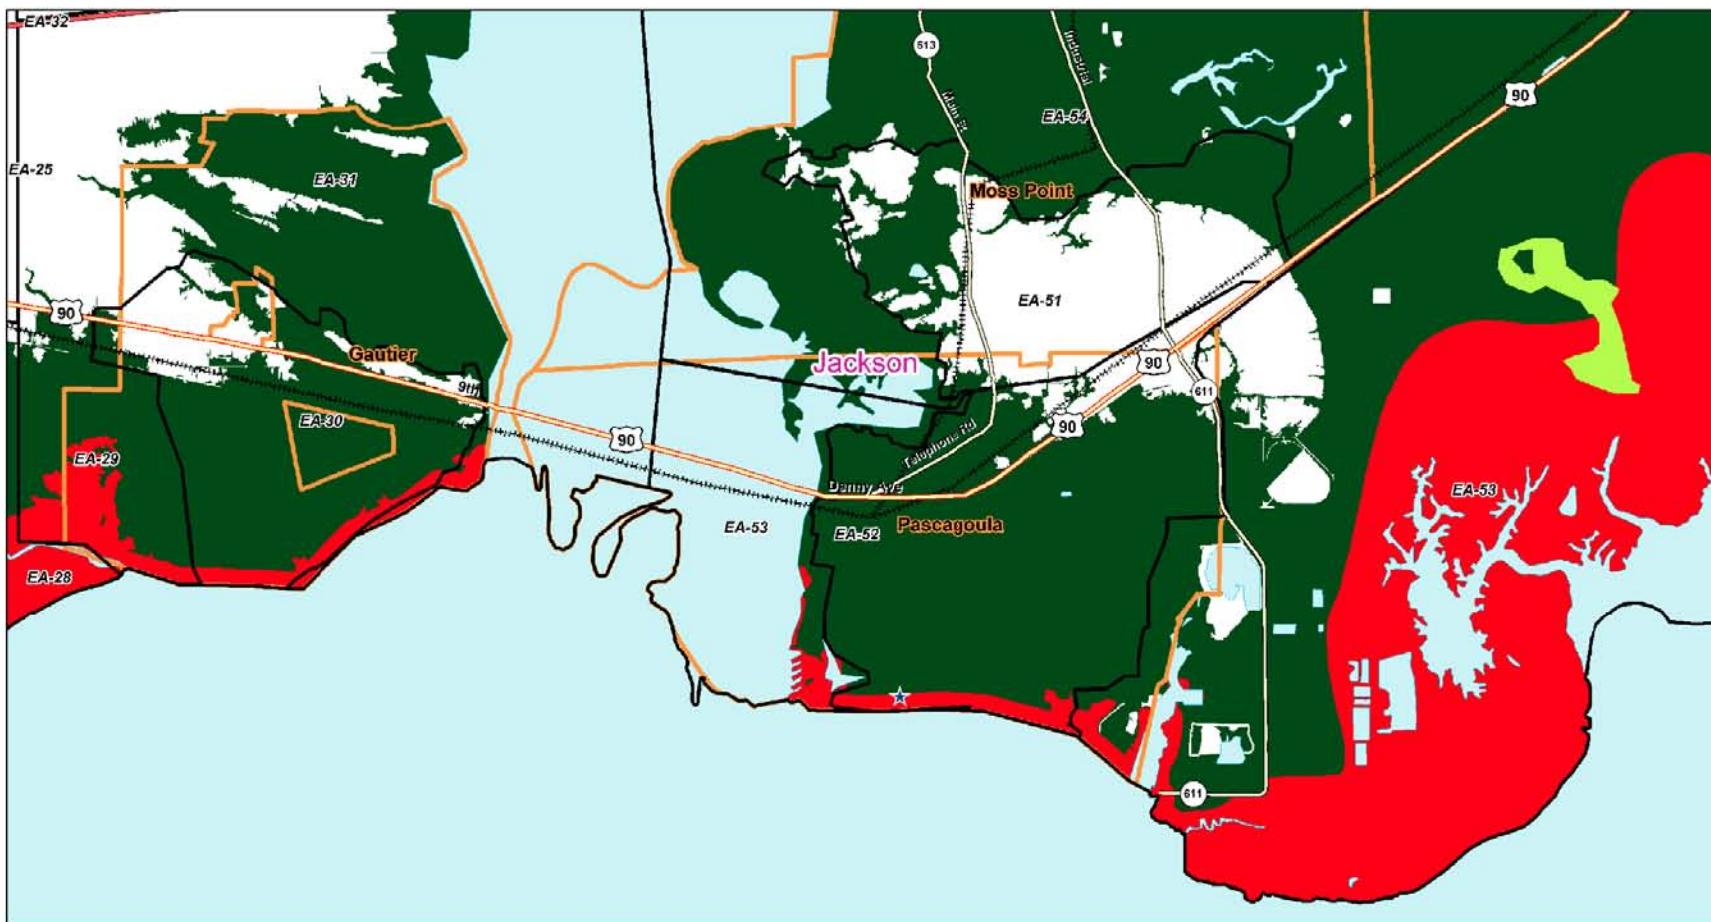 EA-32
613
Industrial
90
Main St
EA-54
EA-25
EA-31
Moss Point
EA-51
90
Gautier
Jackson
90
9th
611
EA-30
90
90
Telephone Rd
EA-29
Denny Ave
EA-53
EA-53
EA-52
Pascagoula
EA-28
611